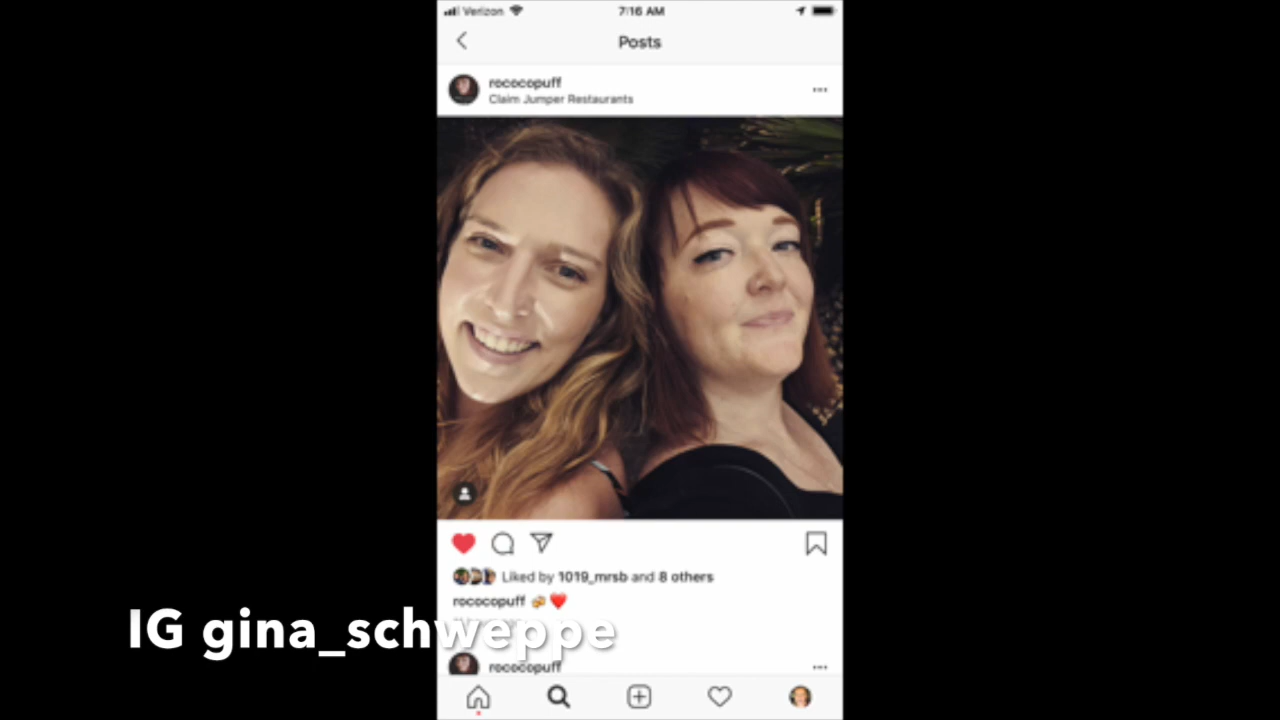 Verizon
7:16 AM
Posts
rococopuff
Claim Jumper Restaurants
Liked by 1019_mrsb and 8 others
rococopuff
IG gina_schweppe
rococopuff